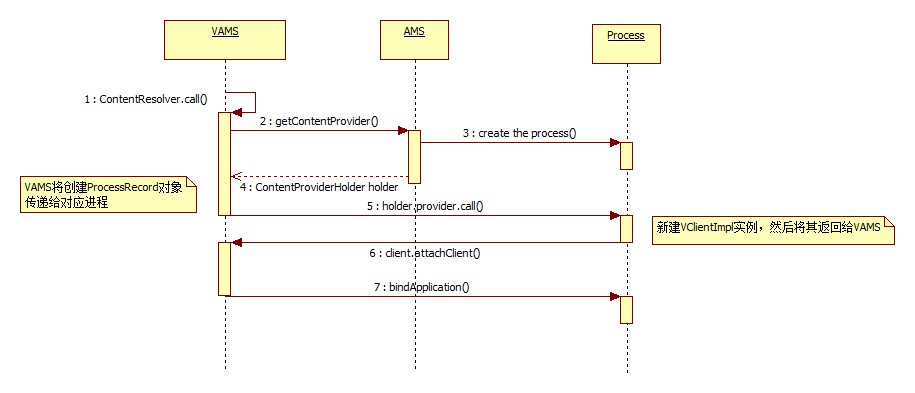 VAMS
AMS
Process
1 : ContentResolver.call()
2 : getContentProvider()
3 : create the process()
4 : ContentProviderHolder holder
VAMS将创建ProcessRecord对象
传递给对应进程
5 : holder.provider.call()
新建VClientImpl实例，然后将其返回给VAMS
6 : client.attachClient()
7 : bindApplication()